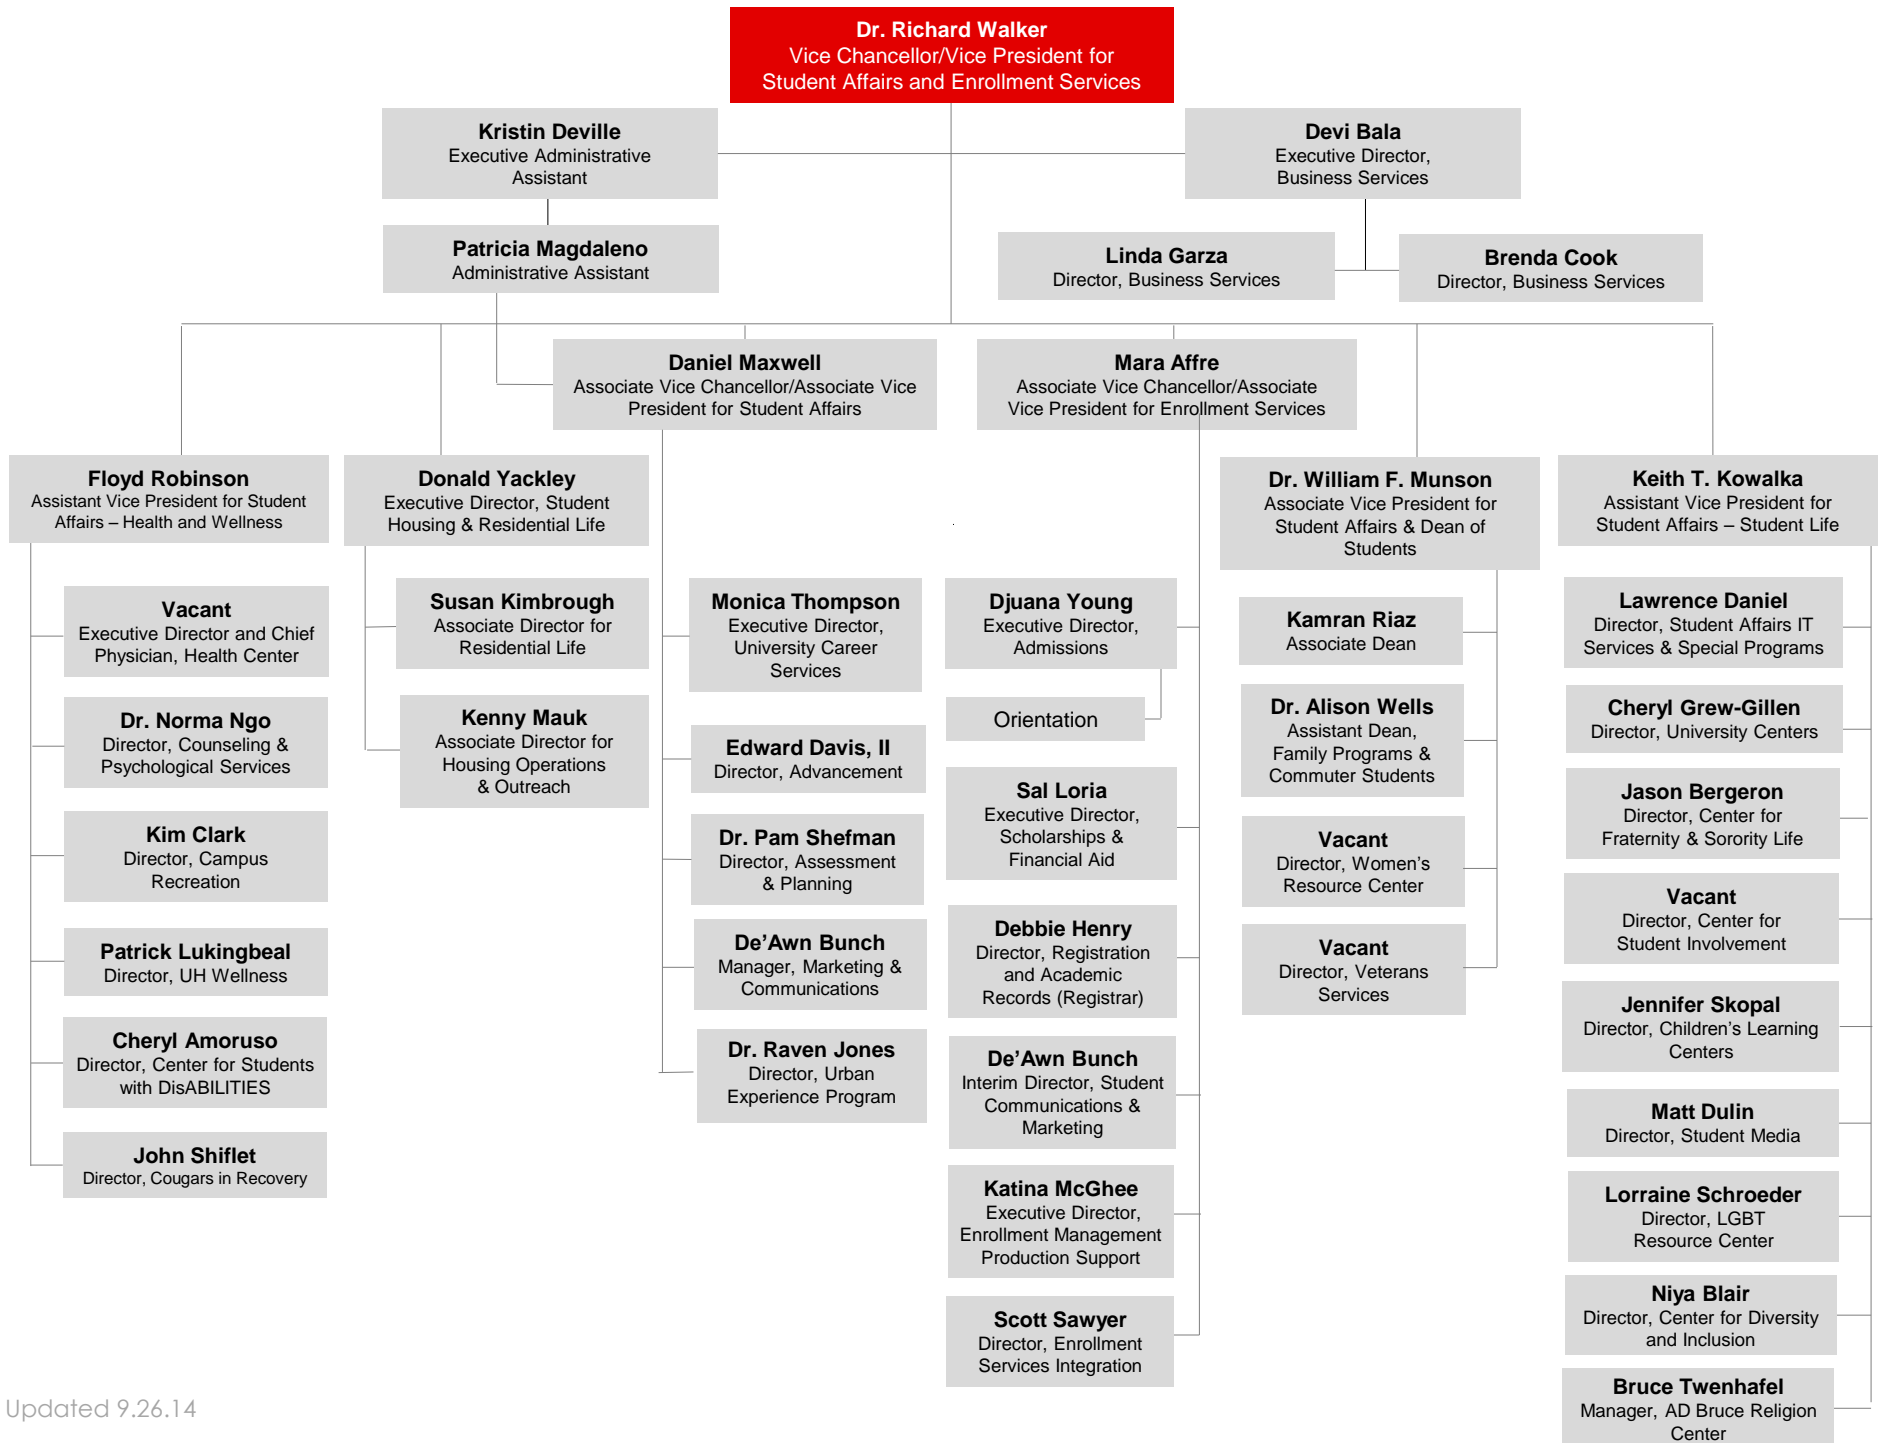 Dr. Richard Walker
Vice Chancellor/Vice President for
Student Affairs and Enrollment Services
Kristin Deville
Executive Administrative
Assistant
Devi Bala
Executive Director,
Business Services
Patricia Magdaleno
Administrative Assistant
Linda Garza
Director, Business Services
Brenda Cook
Director, Business Services
Daniel Maxwell
Associate Vice Chancellor/Associate Vice
President for Student Affairs
Mara Affre
Associate Vice Chancellor/Associate
Vice President for Enrollment Services
Floyd Robinson
Assistant Vice President for Student
Affairs – Health and Wellness
Vacant
Executive Director and Chief
Physician, Health Center
Dr. Norma Ngo
Director, Counseling &
Psychological Services
Kim Clark
Director, Campus
Recreation
Patrick Lukingbeal
Director, UH Wellness
Cheryl Amoruso
Director, Center for Students
with DisABILITIES
John Shiflet
Director, Cougars in Recovery
Donald Yackley
Executive Director, Student
Housing & Residential Life
Susan Kimbrough
Associate Director for
Residential Life
Kenny Mauk
Associate Director for
Housing Operations
& Outreach
Monica Thompson
Executive Director,
University Career
Services
Edward Davis, II
Director, Advancement
Dr. Pam Shefman
Director, Assessment
& Planning
De’Awn Bunch
Manager, Marketing &
Communications
Dr. Raven Jones
Director, Urban
Experience Program
Djuana Young
Executive Director,
Admissions
Orientation
Sal Loria
Executive Director,
Scholarships &
Financial Aid
Debbie Henry
Director, Registration
and Academic
Records (Registrar)
De’Awn Bunch
Interim Director, Student
Communications &
Marketing
Katina McGhee
Executive Director,
Enrollment Management
Production Support
Scott Sawyer
Director, Enrollment
Services Integration
Dr. William F. Munson
Associate Vice President for
Student Affairs & Dean of
Students
Kamran Riaz
Associate Dean
Dr. Alison Wells
Assistant Dean,
Family Programs &
Commuter Students
Vacant
Director, Women’s
Resource Center
Vacant
Director, Veterans
Services
Keith T. Kowalka
Assistant Vice President for
Student Affairs – Student Life
Lawrence Daniel
Director, Student Affairs IT
Services & Special Programs
Cheryl Grew-Gillen
Director, University Centers
Jason Bergeron
Director, Center for
Fraternity & Sorority Life
Vacant
Director, Center for
Student Involvement
Jennifer Skopal
Director, Children’s Learning
Centers
Matt Dulin
Director, Student Media
Lorraine Schroeder
Director, LGBT
Resource Center
Niya Blair
Director, Center for Diversity
and Inclusion
Bruce Twenhafel
Manager, AD Bruce Religion
Center
Updated 9.26.14